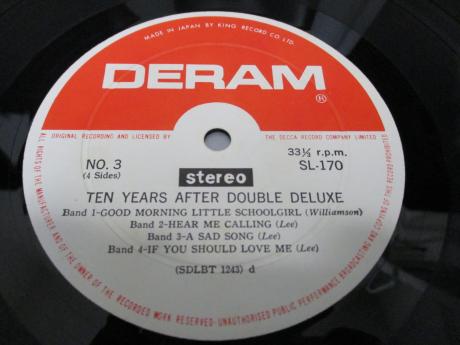 MADE IN JAPAN BY KING RECORD CO. LTD.
DERAM
®
ORIGINAL RECORDING AND LICENSED BY THE DECCA RECORD COMPANY LIMITED
NO. 3
(4 Sides)
stereo
33⅓ r.p.m.
SL-170
TEN YEARS AFTER DOUBLE DELUXE
Band 1-GOOD MORNING LITTLE SCHOOLGIRL (Williamson)
Band 2-HEAR ME CALLING (Lee)
Band 3-A SAD SONG (Lee)
Band 4-IF YOU SHOULD LOVE ME (Lee)
(SDLBT 1243) d
ALL RIGHTS OF THE MANUFACTURER AND OF THE OWNER OF THE RECORDED WORK RESERVED-UNAUTHORISED PUBLIC PERFORMANCE BROADCASTING AND COPYING OF THIS RECORD PROHIBITED